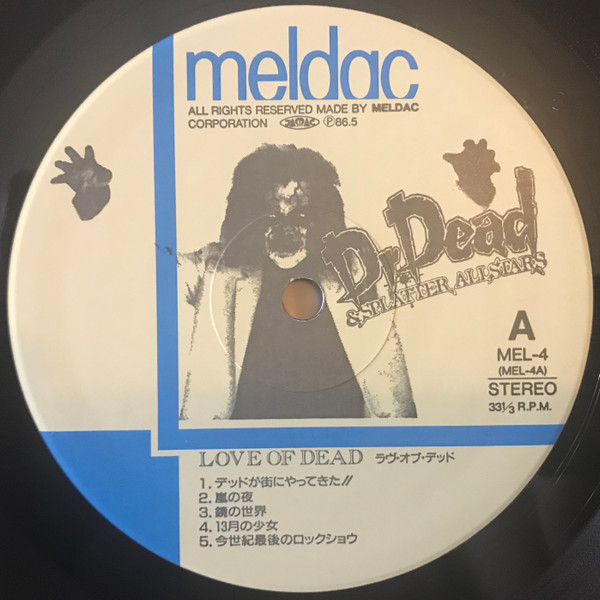 meldac
ALL RIGHTS RESERVED MADE BY MELDAC
CORPORATION JASRAC Ⓟ86.5
Dr. Dead
& SPLATTER ALLSTARS
A
MEL-4
(MEL-4A)
STEREO
33⅓ R.P.M.
LOVE OF DEAD ラヴ・オブ・デッド
1. デッドが街にやってきた!!
2. 嵐の夜
3. 鏡の世界
4. 13月の少女
5. 今世紀最後のロックショウ